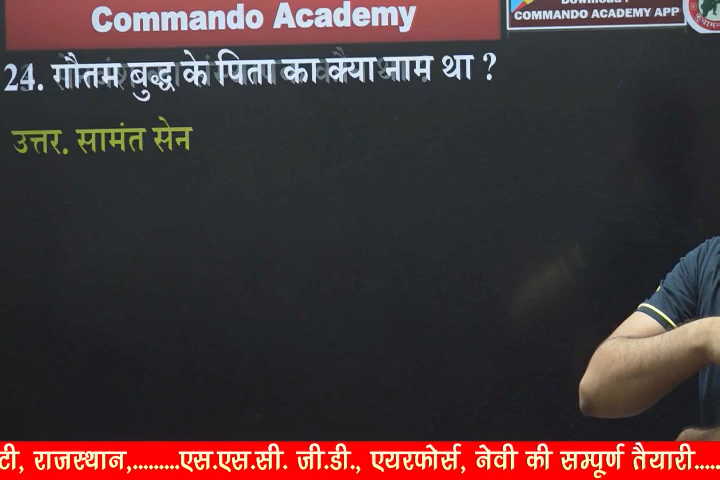 Commando Academy
COMMANDO ACADEMY APP
24. गौतम बुद्ध के पिता का क्या नाम था ?
उत्तर. सामंत सेन
टी, राजस्थान,.........एस.एस.सी. जी.डी., एयरफोर्स, नेवी की सम्पूर्ण तैयारी......